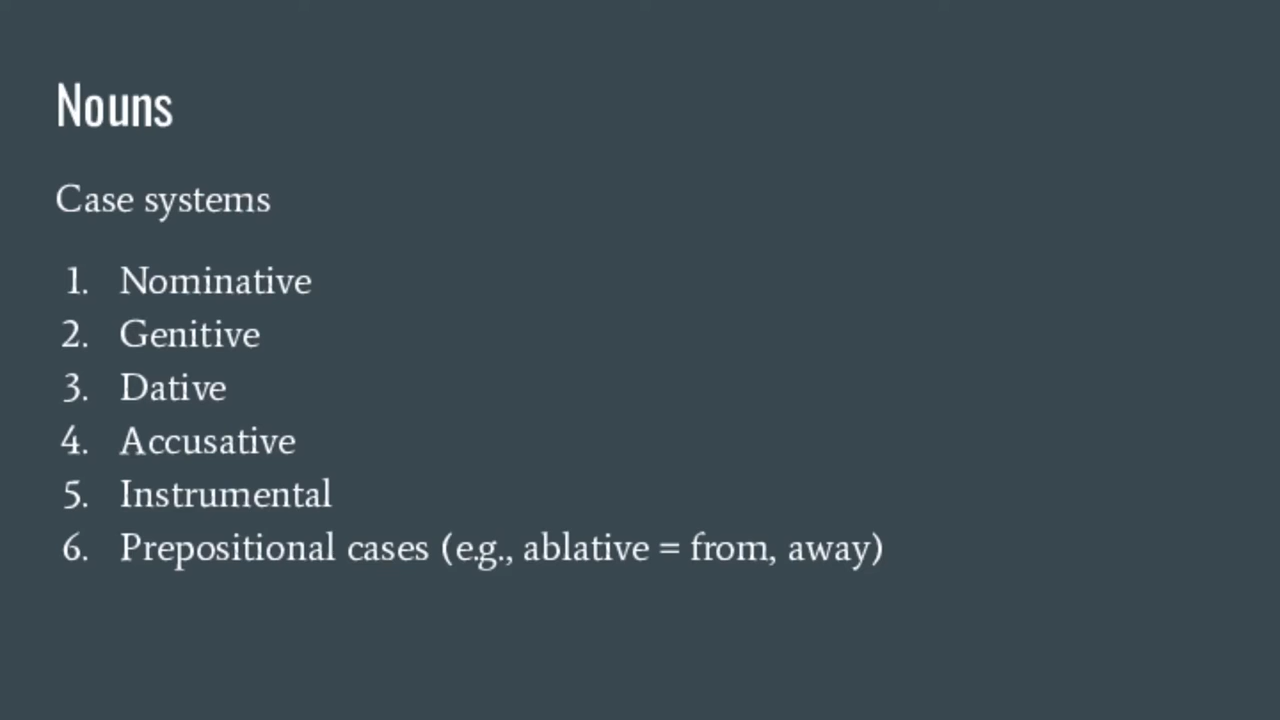 Nouns
Case systems
1. Nominative
2. Genitive
3. Dative
4. Accusative
5. Instrumental
6. Prepositional cases (e.g., ablative = from, away)